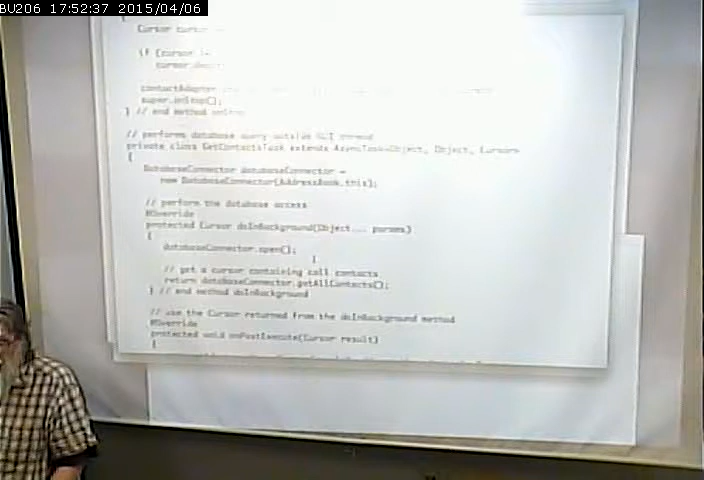 BU206 17:52:37 2015/04/06
Cursor cursor
if (cursor !=
cursor.
contactAdapter
super.onStop();
} // end method onStop
// performs database query outside GUI thread
private class GetContactsTask extends AsyncTask<Object, Object, Cursor>
{
DatabaseConnector databaseConnector =
new DatabaseConnector(AddressBook.this);
// perform the database access
@Override
protected Cursor doInBackground(Object... params)
{
databaseConnector.open();
// get a cursor containing call contacts
return databaseConnector.getAllContacts();
} // end method doInBackground
// use the Cursor returned from the doInBackground method
@Override
protected void onPostExecute(Cursor result)
{